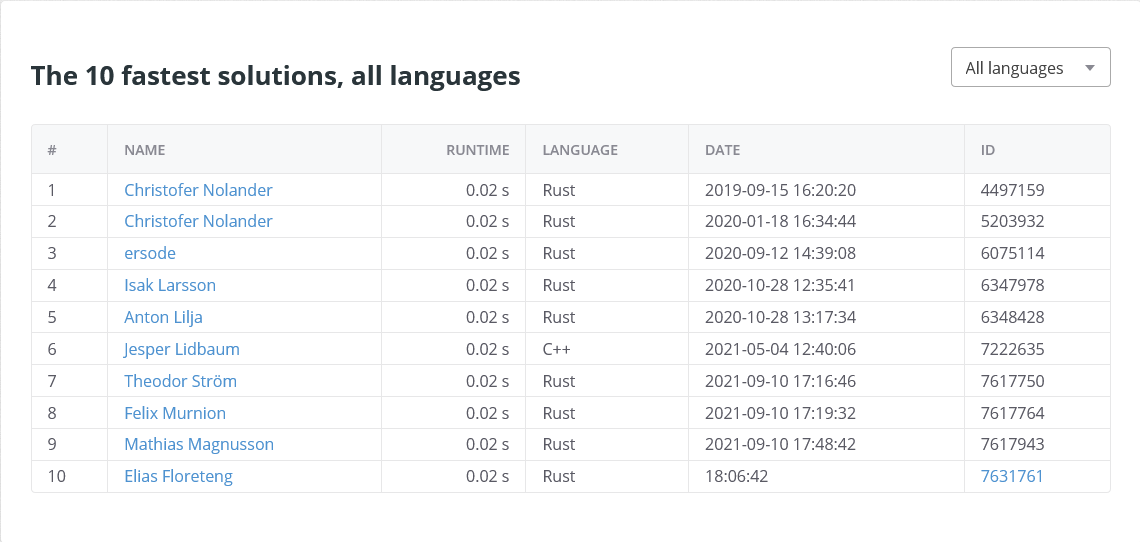 The 10 fastest solutions, all languages
All languages
# NAME RUNTIME LANGUAGE DATE ID
1 Christofer Nolander 0.02 s Rust 2019-09-15 16:20:20 4497159
2 Christofer Nolander 0.02 s Rust 2020-01-18 16:34:44 5203932
3 ersode 0.02 s Rust 2020-09-12 14:39:08 6075114
4 Isak Larsson 0.02 s Rust 2020-10-28 12:35:41 6347978
5 Anton Lilja 0.02 s Rust 2020-10-28 13:17:34 6348428
6 Jesper Lidbaum 0.02 s C++ 2021-05-04 12:40:06 7222635
7 Theodor Ström 0.02 s Rust 2021-09-10 17:16:46 7617750
8 Felix Murnion 0.02 s Rust 2021-09-10 17:19:32 7617764
9 Mathias Magnusson 0.02 s Rust 2021-09-10 17:48:42 7617943
10 Elias Floreteng 0.02 s Rust 18:06:42 7631761